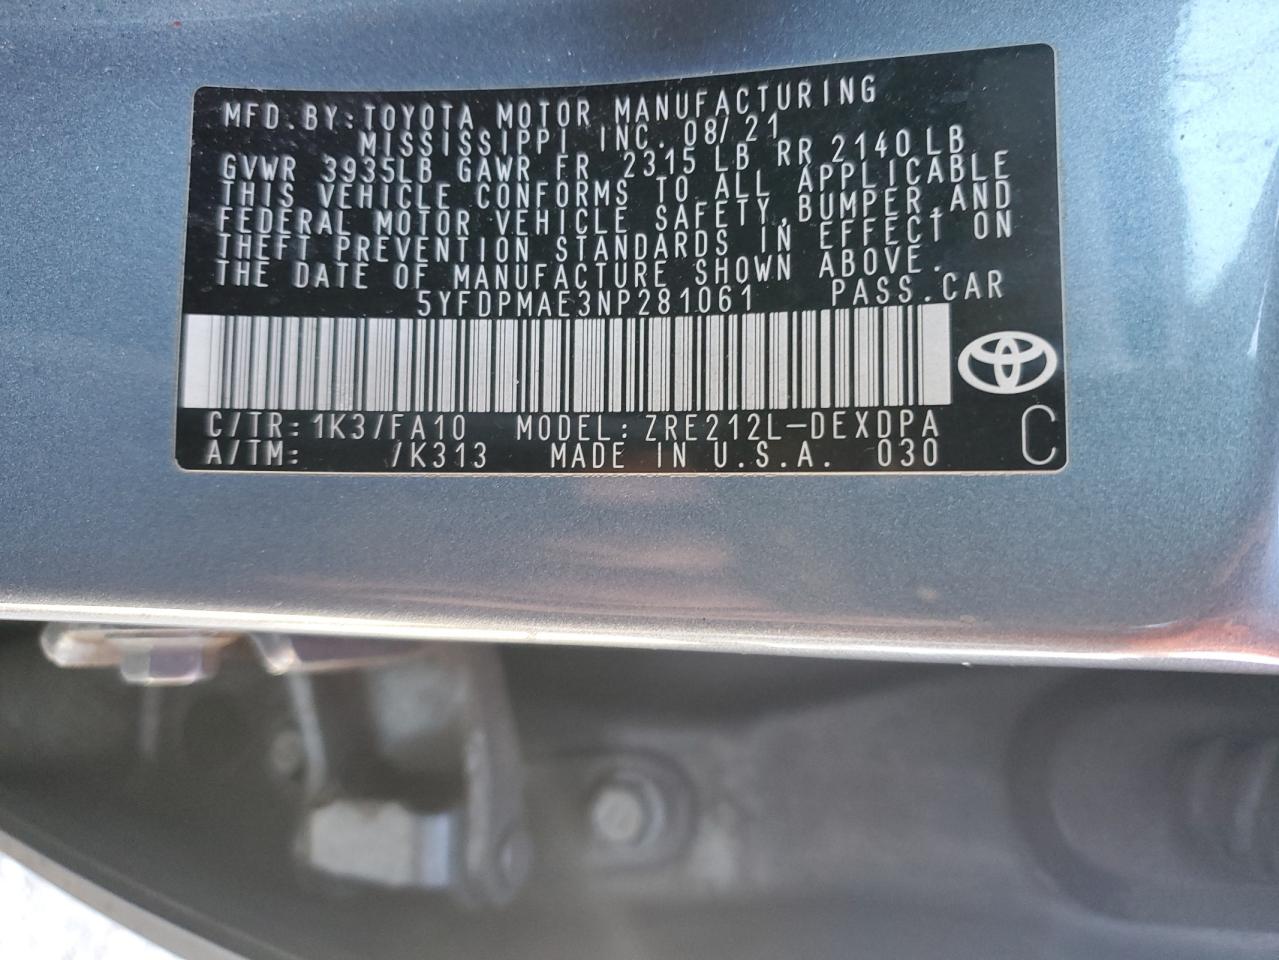 MFD.BY:TOYOTA MOTOR MANUFACTURING
MISSISSIPPI INC. 08/21
GVWR 3935LB GAWR FR 2315 LB RR 2140LB
THIS VEHICLE CONFORMS TO ALL APPLICABLE
FEDERAL MOTOR VEHICLE SAFETY,BUMPER,AND
THEFT PREVENTION STANDARDS IN EFFECT ON
THE DATE OF MANUFACTURE SHOWN ABOVE.
5YFDPMAE3NP281061 PASS.CAR
C/TR:1K3/FA10 MODEL:ZRE212L-DEXDPA
A/TM: /K313 MADE IN U.S.A. 030 C